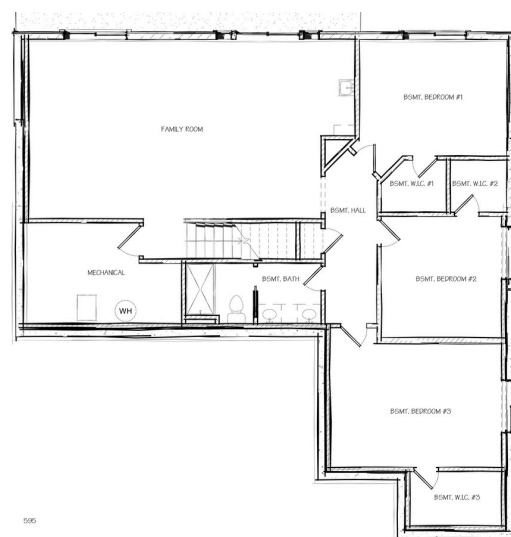 BSMT. BEDROOM #1
FAMILY ROOM
BSMT. W.I.C. #1
BSMT. W.I.C. #2
BSMT. HALL
MECHANICAL
BSMT. BATH
BSMT. BEDROOM #2
WH
BSMT. BEDROOM #3
BSMT. W.I.C. #3
595